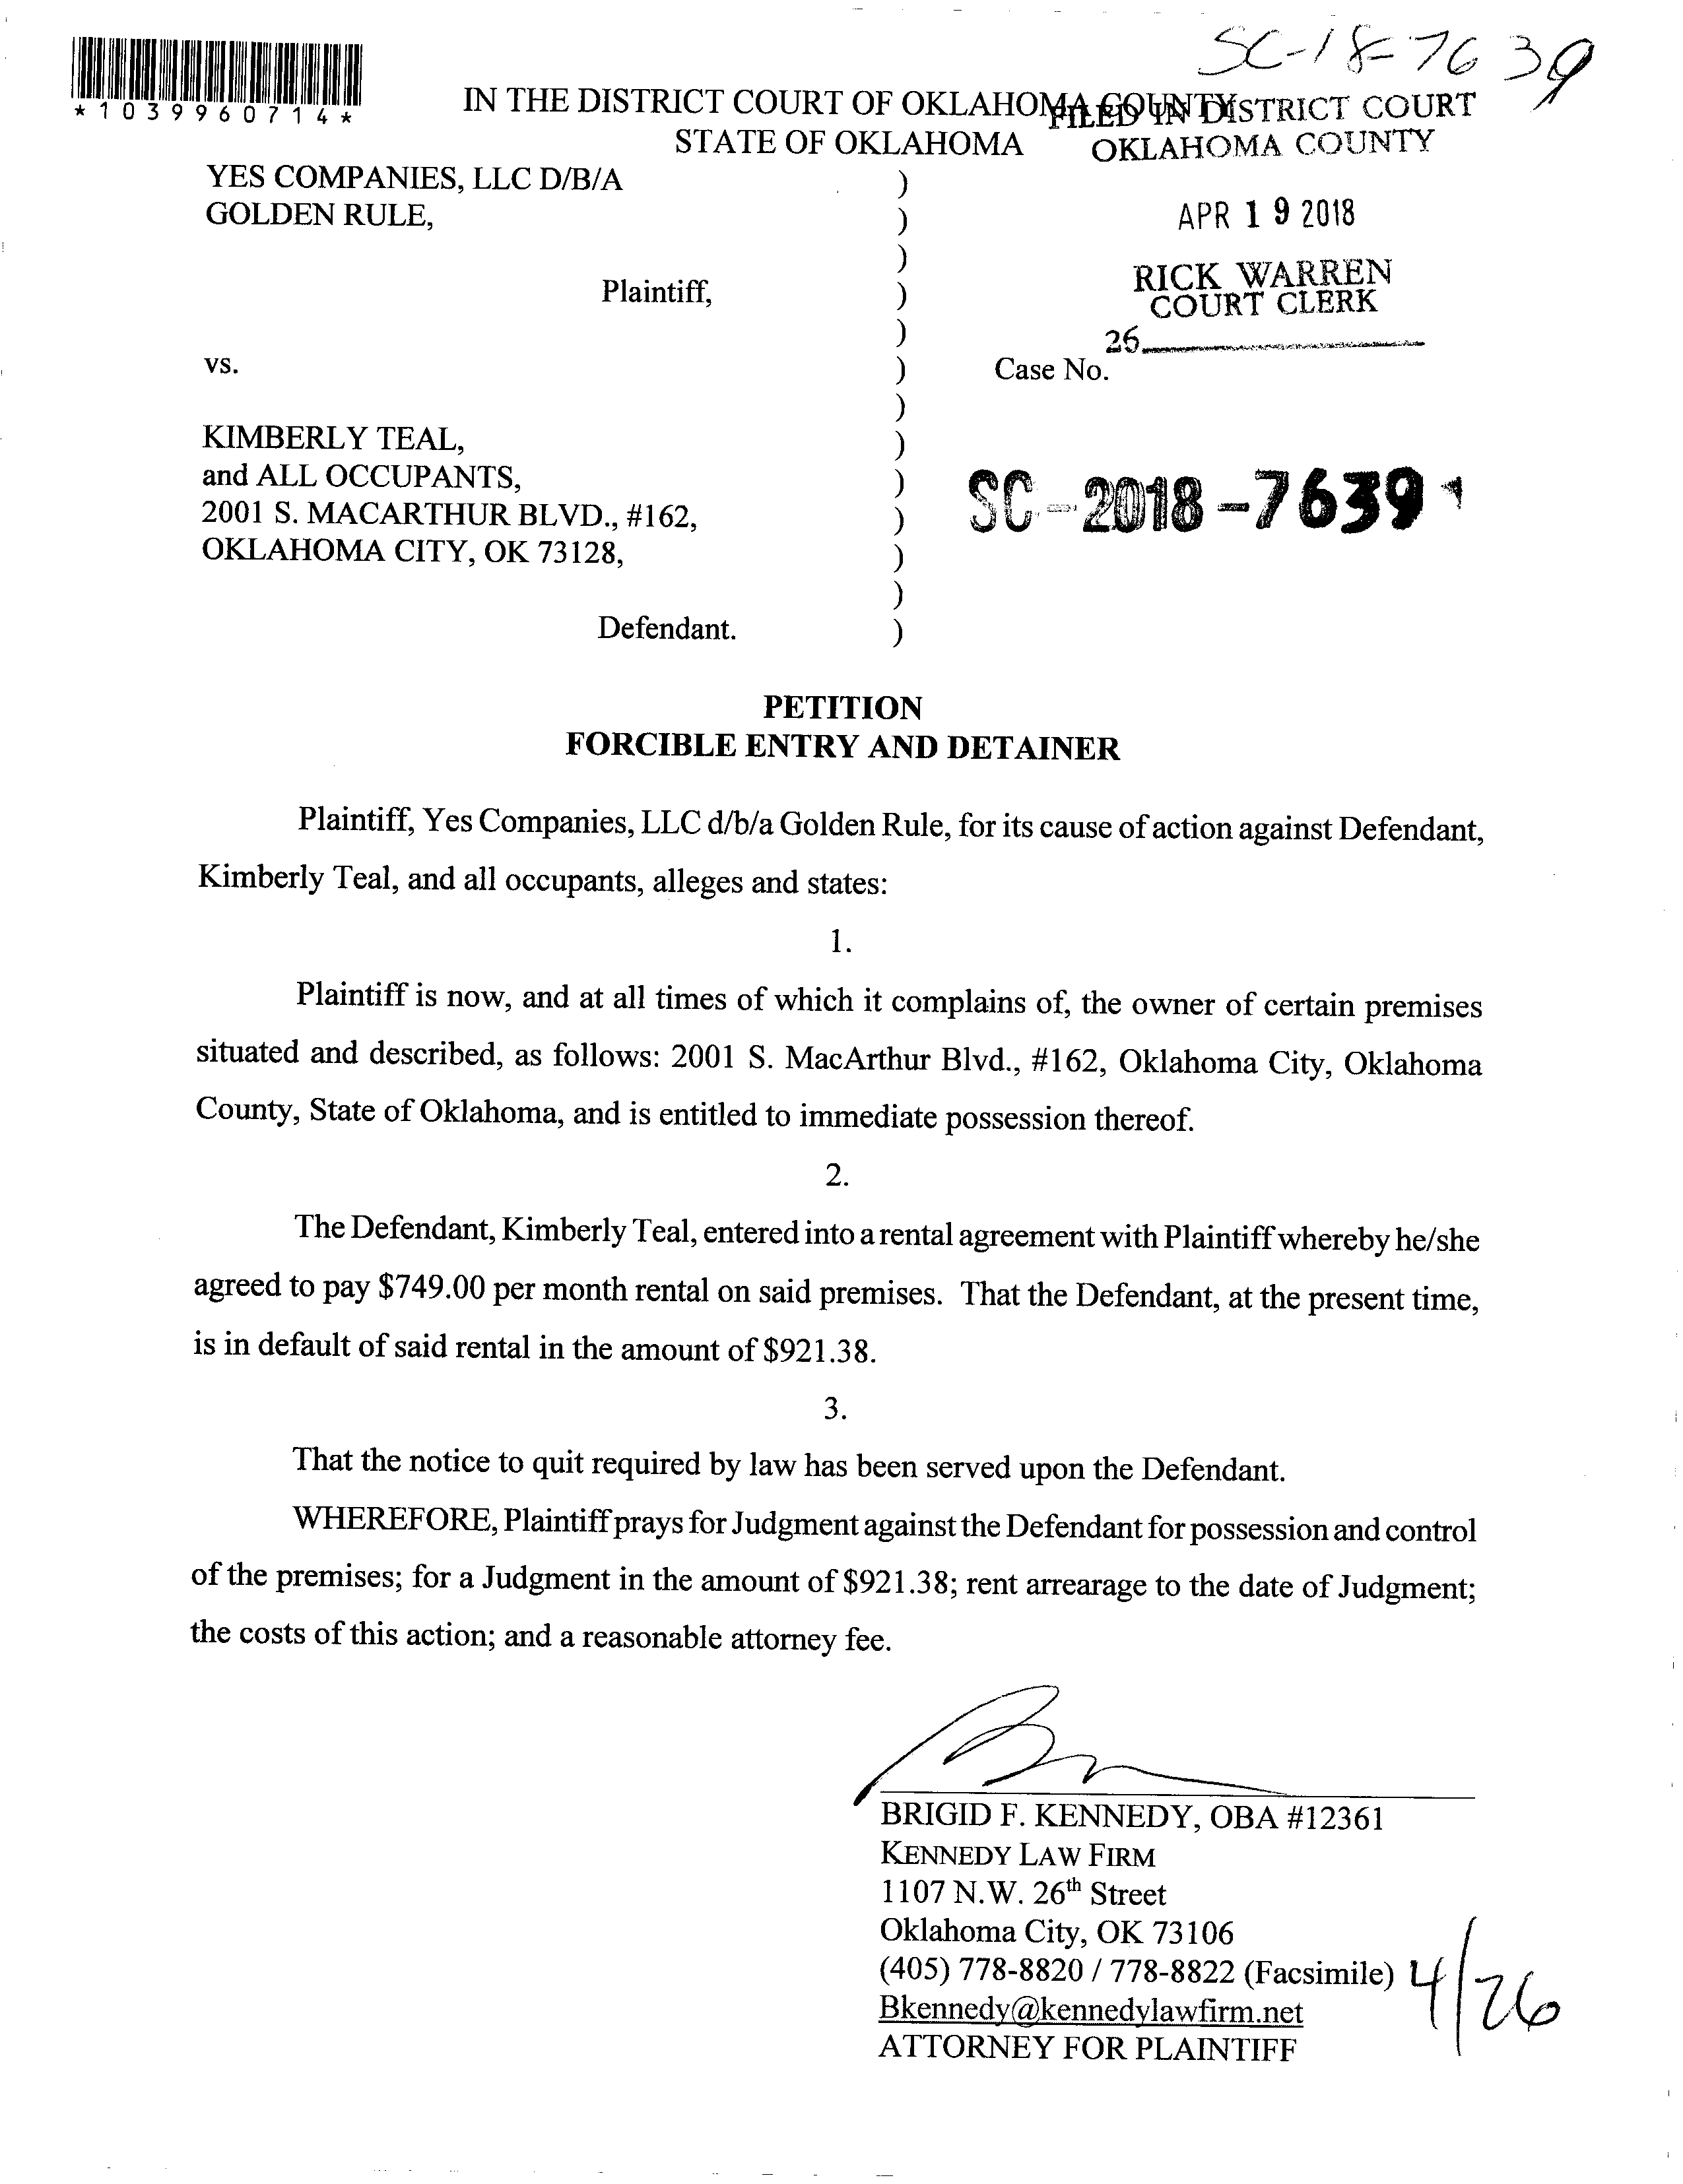 SC-18-7639
*1039960714*
IN THE DISTRICT COURT OF OKLAHOMA COUNTY
STATE OF OKLAHOMA
FILED IN DISTRICT COURT
OKLAHOMA COUNTY
YES COMPANIES, LLC D/B/A )
GOLDEN RULE, )
APR 19 2018
)
Plaintiff, )
RICK WARREN
COURT CLERK
)
26
vs. ) Case No.
)
KIMBERLY TEAL, )
and ALL OCCUPANTS, )
2001 S. MACARTHUR BLVD., #162, )
SC-2018-7639
OKLAHOMA CITY, OK 73128, )
)
Defendant. )
PETITION
FORCIBLE ENTRY AND DETAINER
Plaintiff, Yes Companies, LLC d/b/a Golden Rule, for its cause of action against Defendant,
Kimberly Teal, and all occupants, alleges and states:
1.
Plaintiff is now, and at all times of which it complains of, the owner of certain premises
situated and described, as follows: 2001 S. MacArthur Blvd., #162, Oklahoma City, Oklahoma
County, State of Oklahoma, and is entitled to immediate possession thereof.
2.
The Defendant, Kimberly Teal, entered into a rental agreement with Plaintiff whereby he/she
agreed to pay $749.00 per month rental on said premises. That the Defendant, at the present time,
is in default of said rental in the amount of $921.38.
3.
That the notice to quit required by law has been served upon the Defendant.
WHEREFORE, Plaintiff prays for Judgment against the Defendant for possession and control
of the premises; for a Judgment in the amount of $921.38; rent arrearage to the date of Judgment;
the costs of this action; and a reasonable attorney fee.
BRIGID F. KENNEDY, OBA #12361
KENNEDY LAW FIRM
1107 N.W. 26th Street
Oklahoma City, OK 73106
(405) 778-8820 / 778-8822 (Facsimile)
Bkennedy@kennedylawfirm.net
ATTORNEY FOR PLAINTIFF
4/26